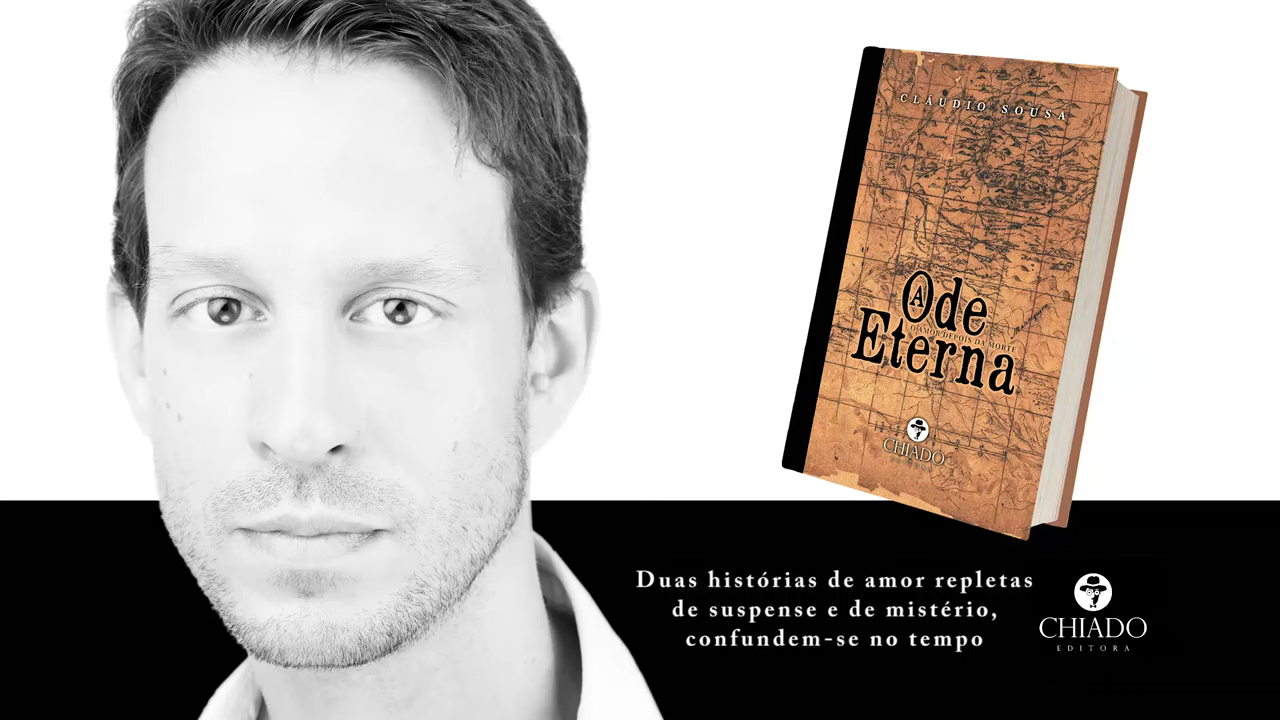 CLÁUDIO SOUSA
A Ode
O AMOR DEPOIS DA MORTE
Eterna
CHIADO
Duas histórias de amor repletas
de suspense e de mistério,
confundem-se no tempo
CHIADO
EDITORA